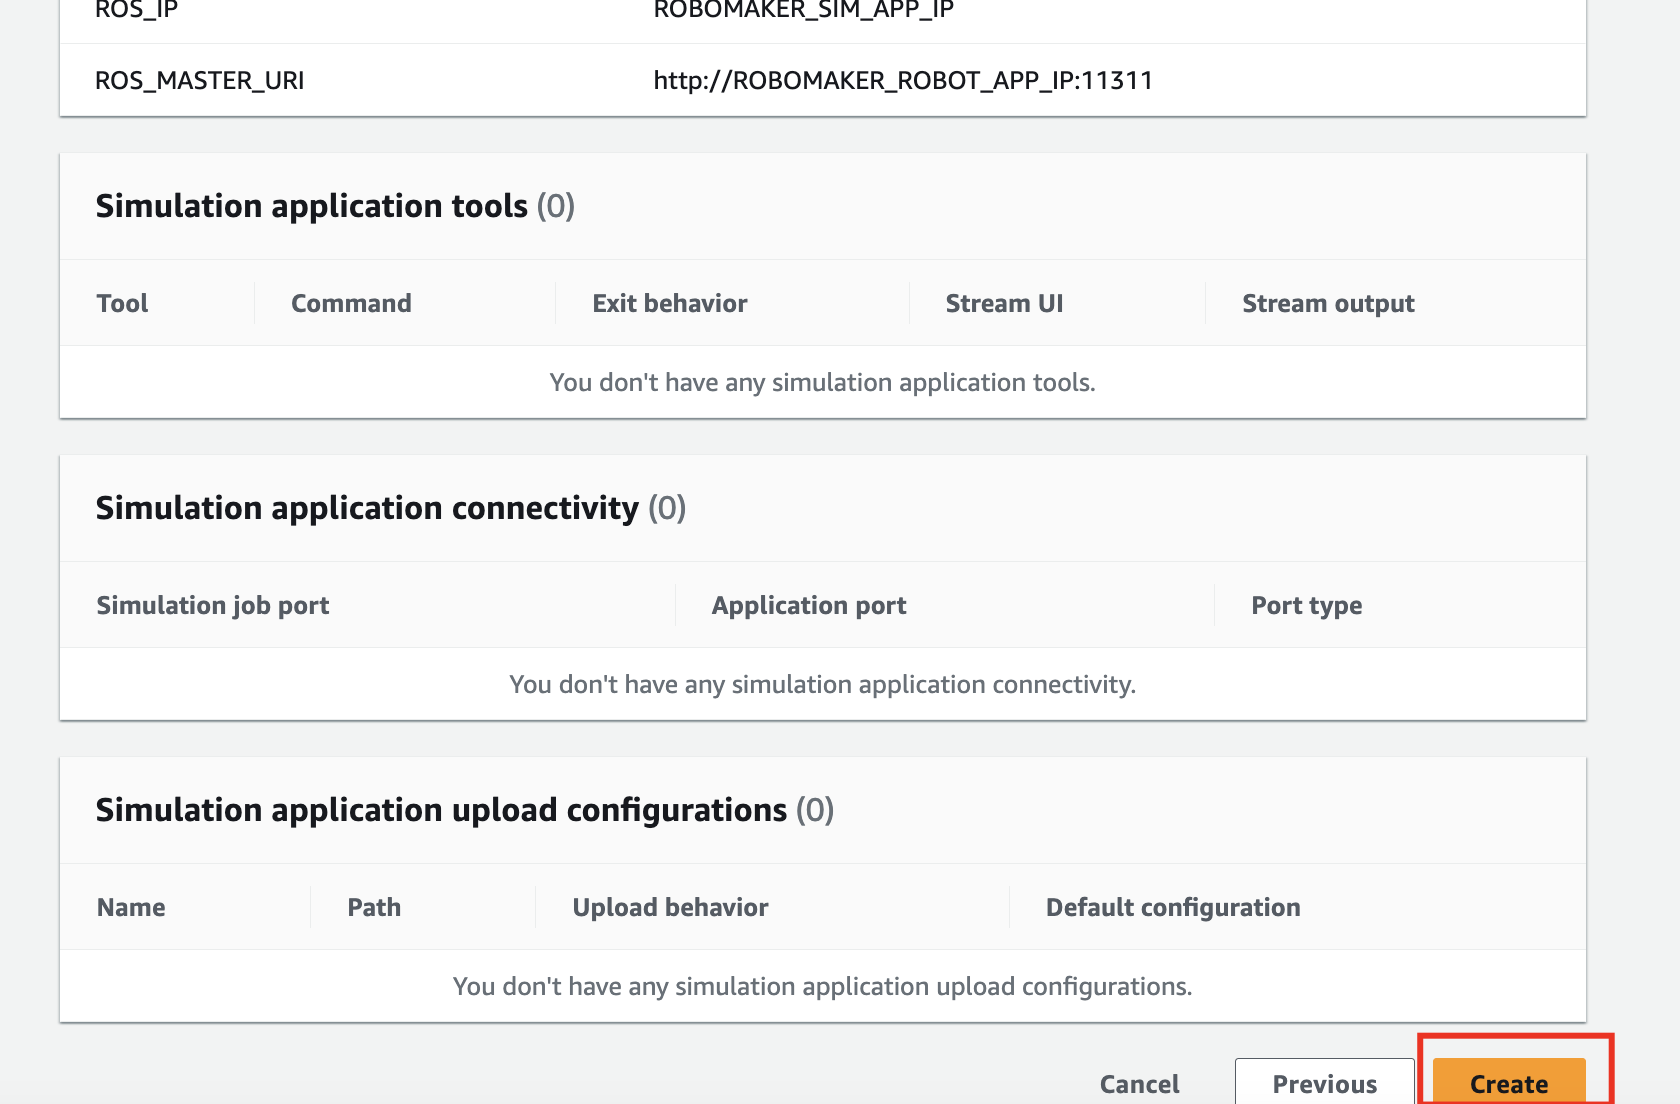 ROS_IP ROBOMAKER_SIM_APP_IP
ROS_MASTER_URI http://ROBOMAKER_ROBOT_APP_IP:11311
Simulation application tools (0)
Tool Command Exit behavior Stream UI Stream output
You don't have any simulation application tools.
Simulation application connectivity (0)
Simulation job port Application port Port type
You don't have any simulation application connectivity.
Simulation application upload configurations (0)
Name Path Upload behavior Default configuration
You don't have any simulation application upload configurations.
Cancel Previous Create